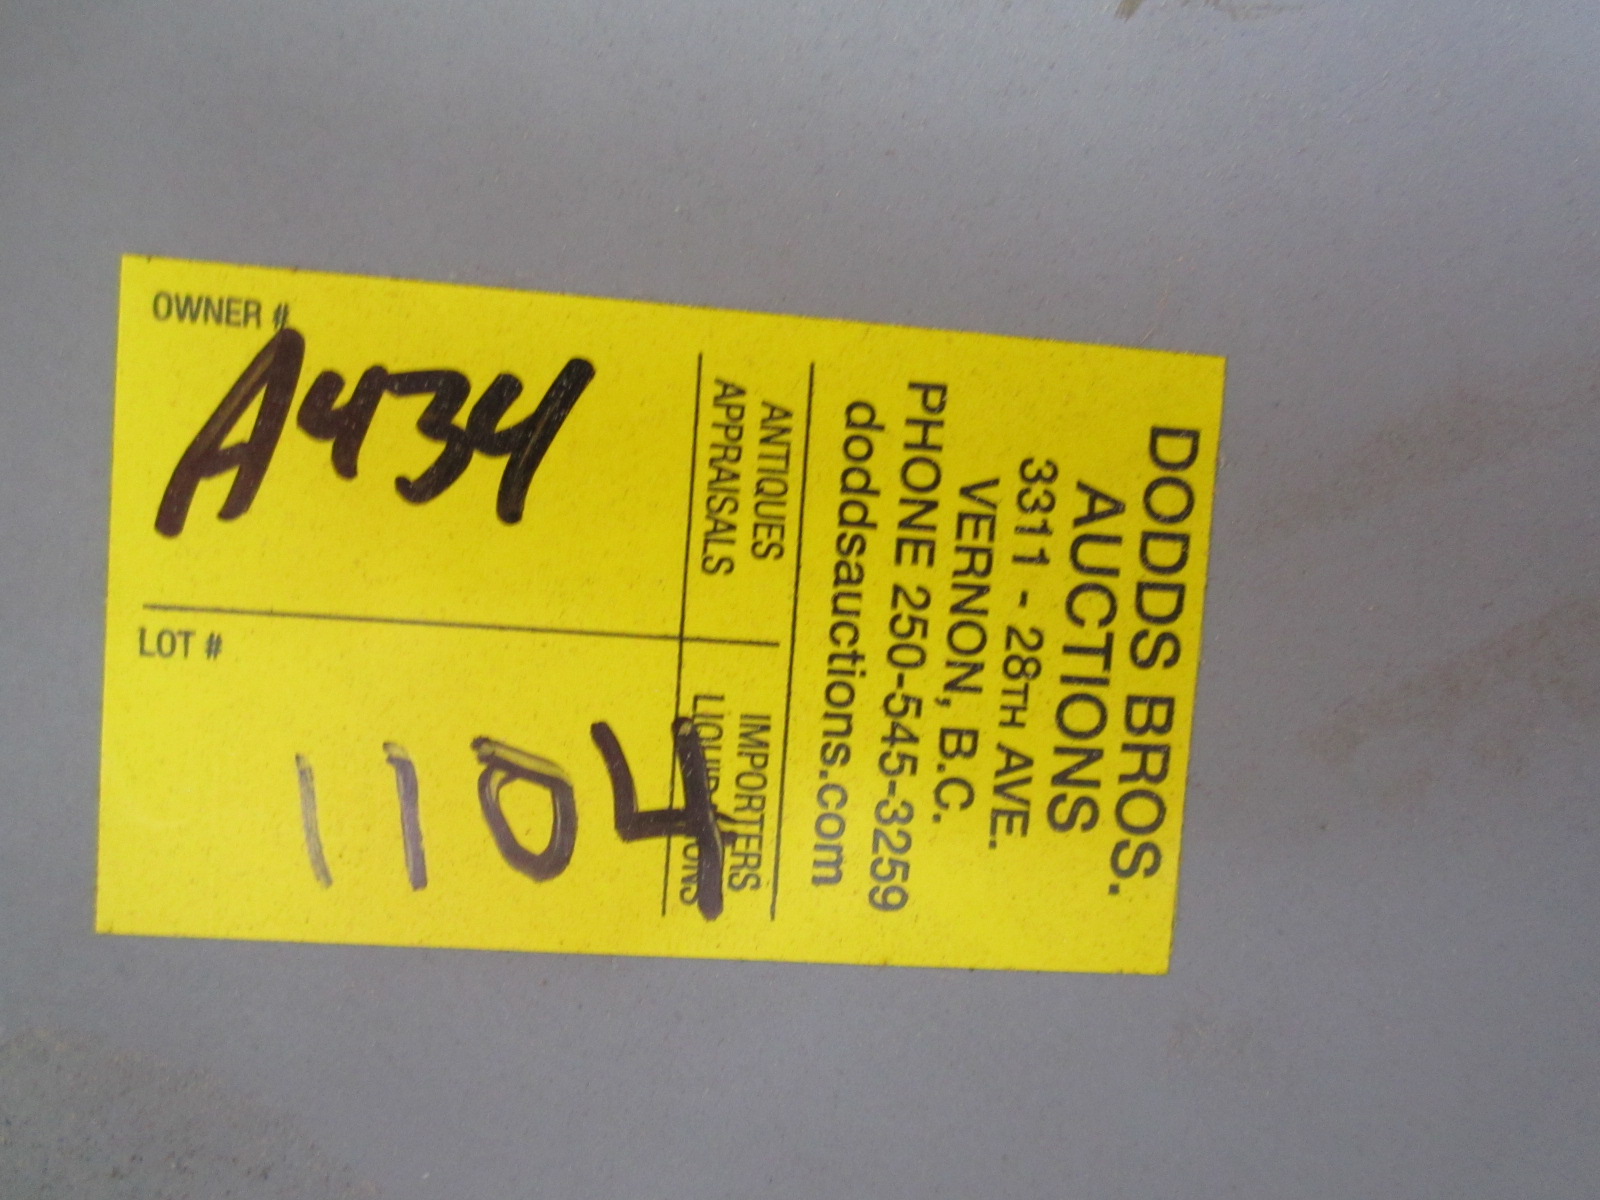 DODDS BROS.
AUCTIONS
3311 - 28TH AVE.
VERNON, B.C.
PHONE 250-545-3259
doddsauctions.com
ANTIQUES
APPRAISALS
IMPORTERS
LIQUIDATIONS
OWNER #
A434
LOT #
1104